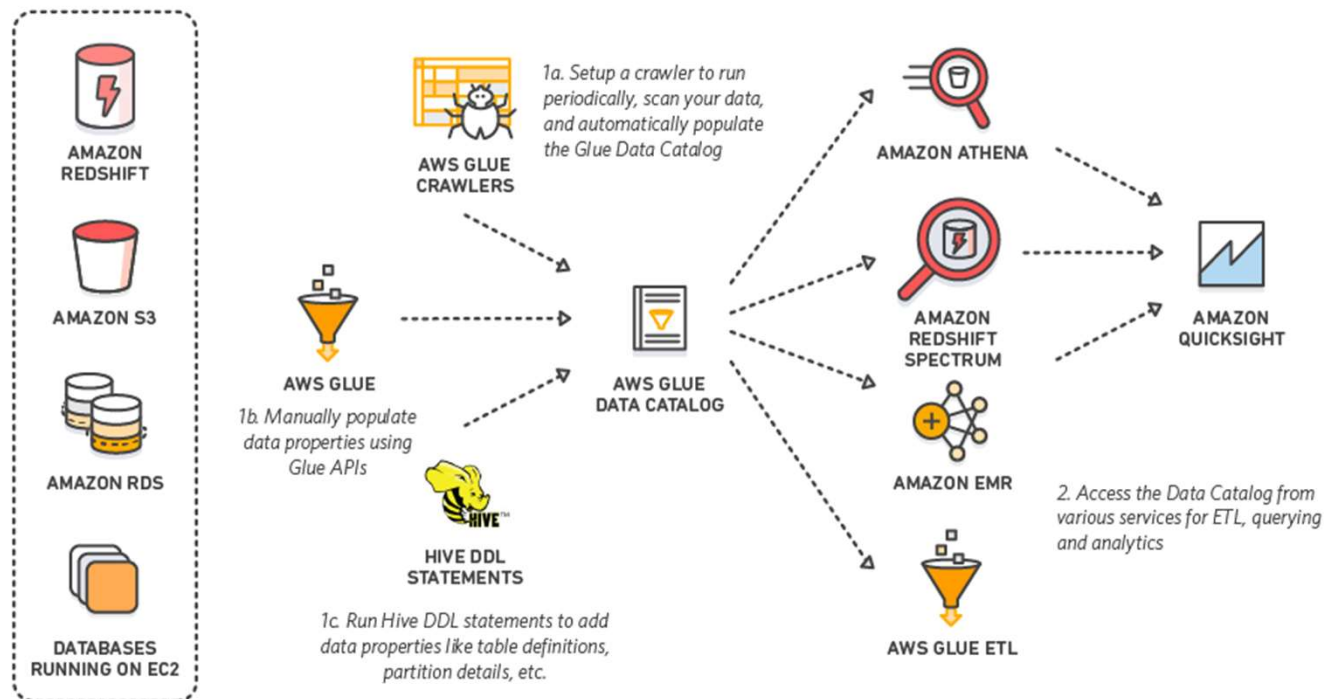 AMAZON
REDSHIFT
AMAZON S3
AMAZON RDS
DATABASES
RUNNING ON EC2
AWS GLUE
CRAWLERS
1a. Setup a crawler to run
periodically, scan your data,
and automatically populate
the Glue Data Catalog
AWS GLUE
1b. Manually populate
data properties using
Glue APIs
HIVE™
HIVE DDL
STATEMENTS
1c. Run Hive DDL statements to add
data properties like table definitions,
partition details, etc.
AWS GLUE
DATA CATALOG
AMAZON ATHENA
AMAZON
REDSHIFT
SPECTRUM
AMAZON EMR
AWS GLUE ETL
AMAZON
QUICKSIGHT
2. Access the Data Catalog from
various services for ETL, querying
and analytics